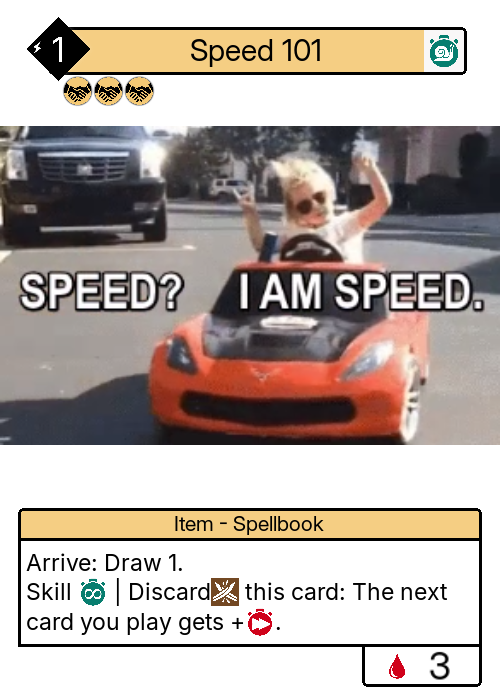 1
Speed 101
SPEED? I AM SPEED.
Item - Spellbook
Arrive: Draw 1.
Skill | Discard this card: The next
card you play gets + .
3